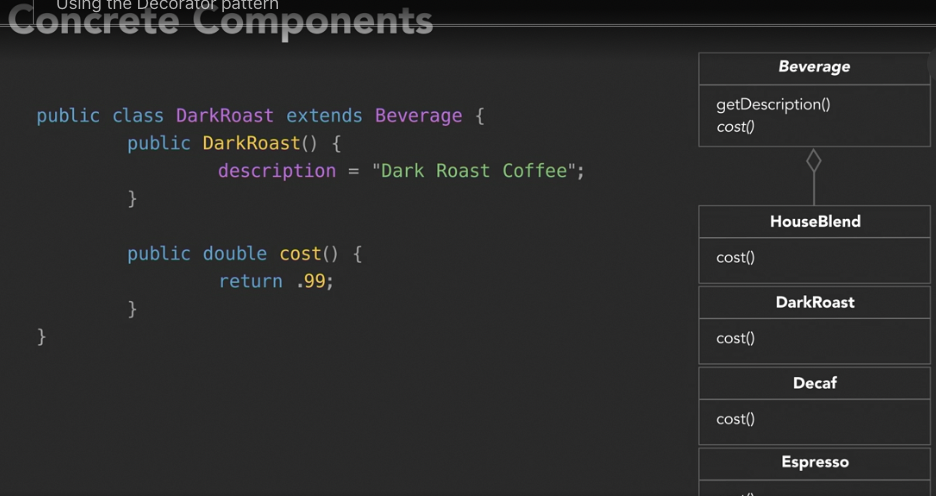 Using the Decorator pattern
Concrete Components
public class DarkRoast extends Beverage {
public DarkRoast() {
description = "Dark Roast Coffee";
}
public double cost() {
return .99;
}
}
Beverage
getDescription()
cost()
HouseBlend
cost()
DarkRoast
cost()
Decaf
cost()
Espresso